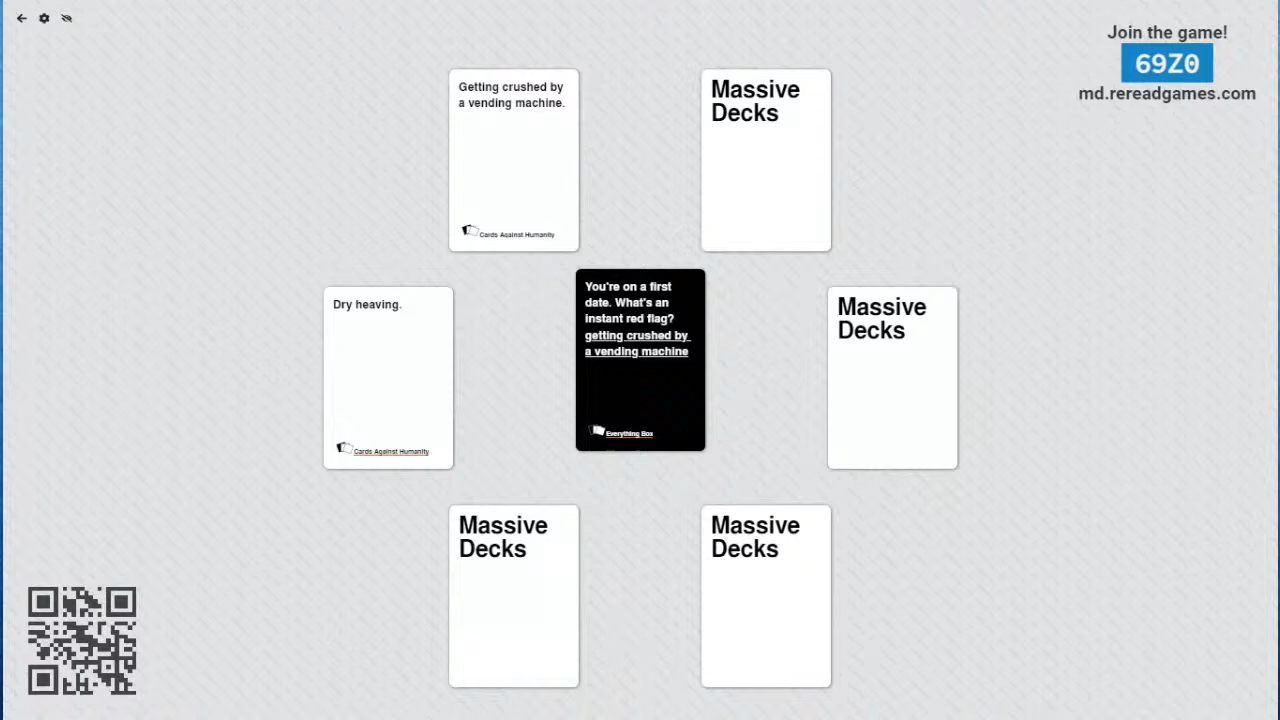 Join the game!
69Z0
md.rereadgames.com
Getting crushed by
a vending machine.
Cards Against Humanity
Massive
Decks
Dry heaving.
Cards Against Humanity
You're on a first
date. What's an
instant red flag?
getting crushed by
a vending machine
Everything Box
Massive
Decks
Massive
Decks
Massive
Decks